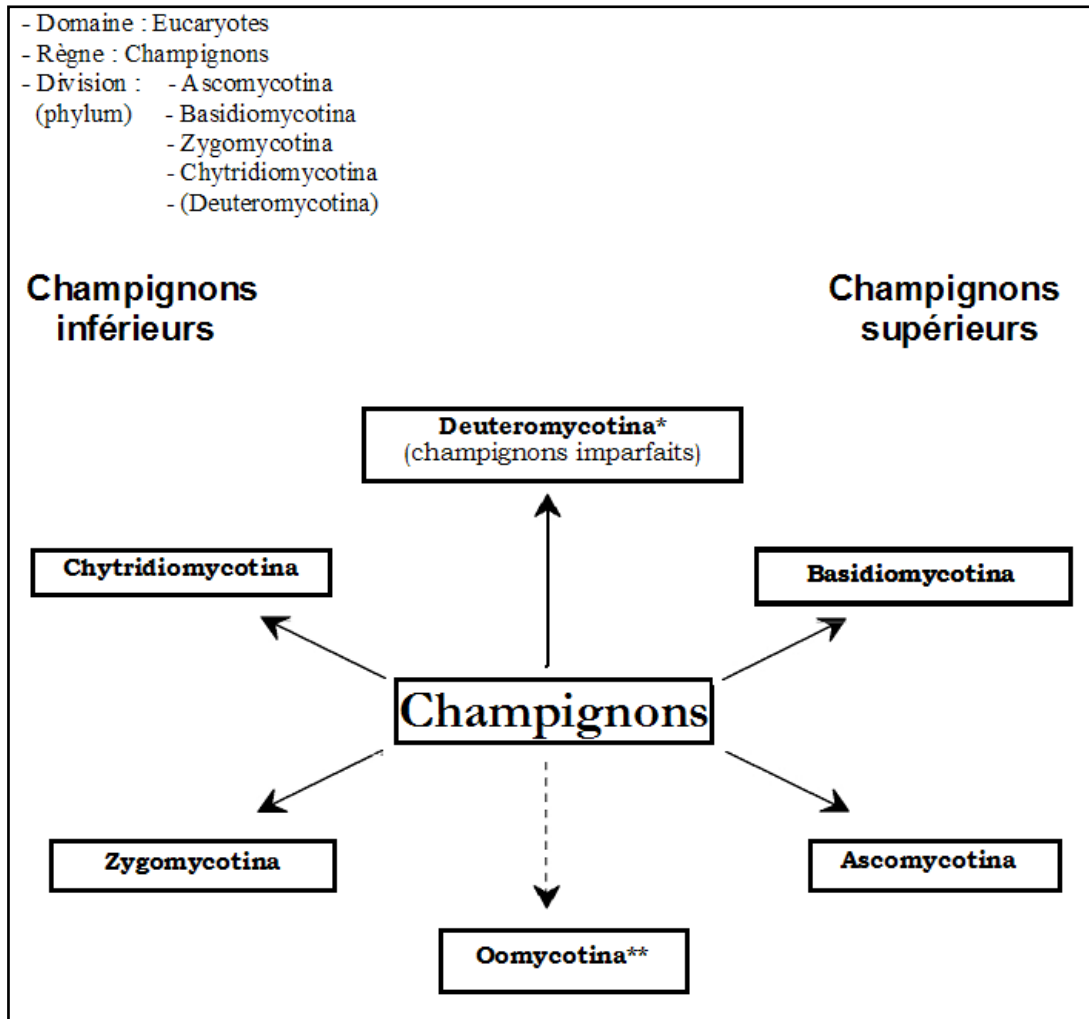 - Domaine : Eucaryotes
- Règne : Champignons
- Division : - Ascomycotina
(phylum) - Basidiomycotina
- Zygomycotina
- Chytridiomycotina
- (Deuteromycotina)
Champignons
inférieurs
Champignons
supérieurs
Deuteromycotina*
(champignons imparfaits)
Chytridiomycotina
Basidiomycotina
Champignons
Zygomycotina
Ascomycotina
Oomycotina**